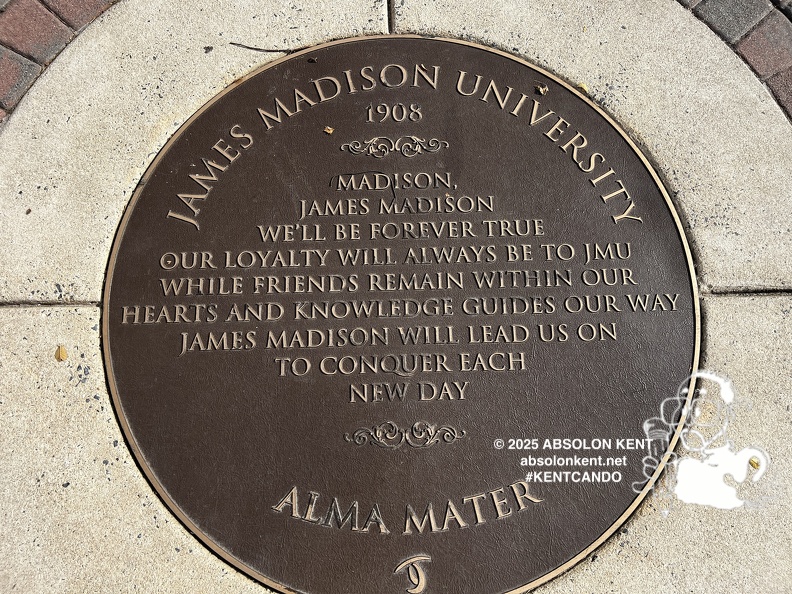 JAMES MADISON UNIVERSITY
1908
MADISON,
JAMES MADISON
WE'LL BE FOREVER TRUE
OUR LOYALTY WILL ALWAYS BE TO JMU
WHILE FRIENDS REMAIN WITHIN OUR
HEARTS AND KNOWLEDGE GUIDES OUR WAY
JAMES MADISON WILL LEAD US ON
TO CONQUER EACH
NEW DAY
© 2025 ABSOLON KENT
absolonkent.net
#KENTCANDO
ALMA MATER